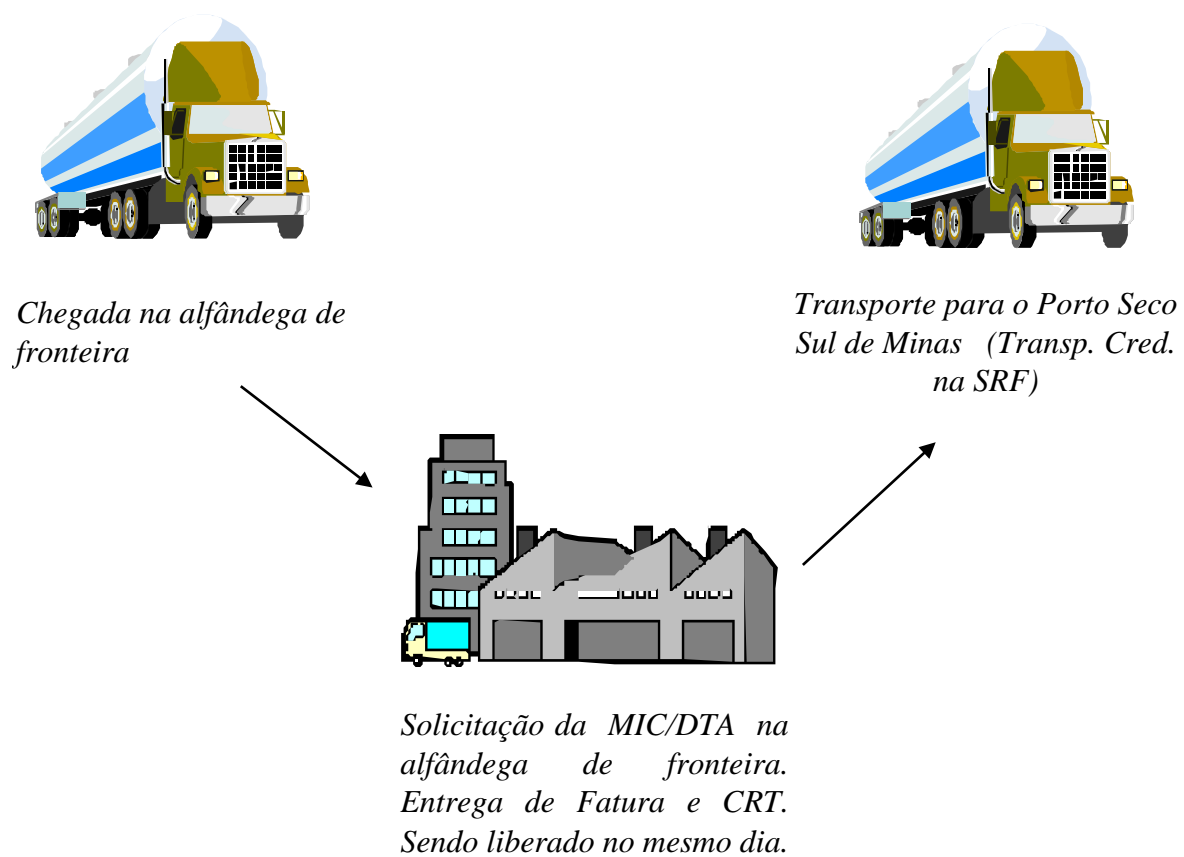 Chegada na alfândega de
fronteira
Transporte para o Porto Seco
Sul de Minas (Transp. Cred.
na SRF)
Solicitação da MIC/DTA na
alfândega de fronteira.
Entrega de Fatura e CRT.
Sendo liberado no mesmo dia.